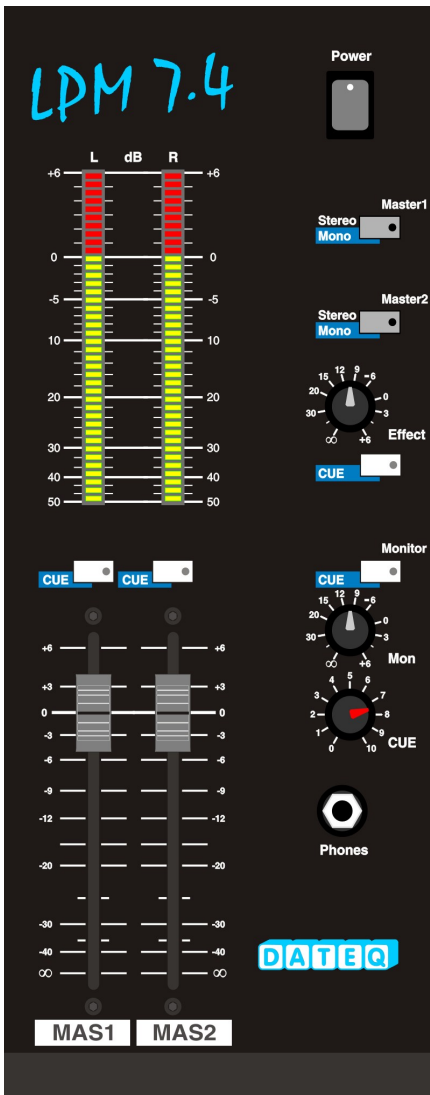 LPM 7.4
Power
L dB R
+6 +6
0 0
-5 -5
10 10
20 20
30 30
40 40
50 50
Master1
Stereo
Mono
Master2
Stereo
Mono
15 12 9 -6
20 0
30 3
∞ +6
Effect
CUE
Monitor
CUE
15 12 9 -6
20 0
30 3
∞ +6
Mon
4 5 6
3 7
2 8
1 9
0 10
CUE
Phones
CUE CUE
+6 +6
+3 +3
0 0
-3 -3
-6 -6
-9 -9
-12 -12
-20 -20
-30 -30
-40 -40
∞ ∞
DATEQ
MAS1 MAS2